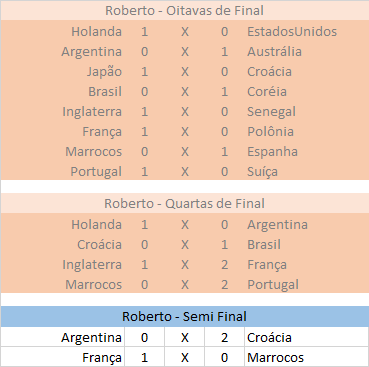 Roberto - Oitavas de Final
Holanda 1 X 0 EstadosUnidos
Argentina 0 X 1 Austrália
Japão 1 X 0 Croácia
Brasil 0 X 1 Coréia
Inglaterra 1 X 0 Senegal
França 1 X 0 Polônia
Marrocos 0 X 1 Espanha
Portugal 1 X 0 Suíça
Roberto - Quartas de Final
Holanda 1 X 0 Argentina
Croácia 0 X 1 Brasil
Inglaterra 1 X 2 França
Marrocos 0 X 2 Portugal
Roberto - Semi Final
Argentina 0 X 2 Croácia
França 1 X 0 Marrocos